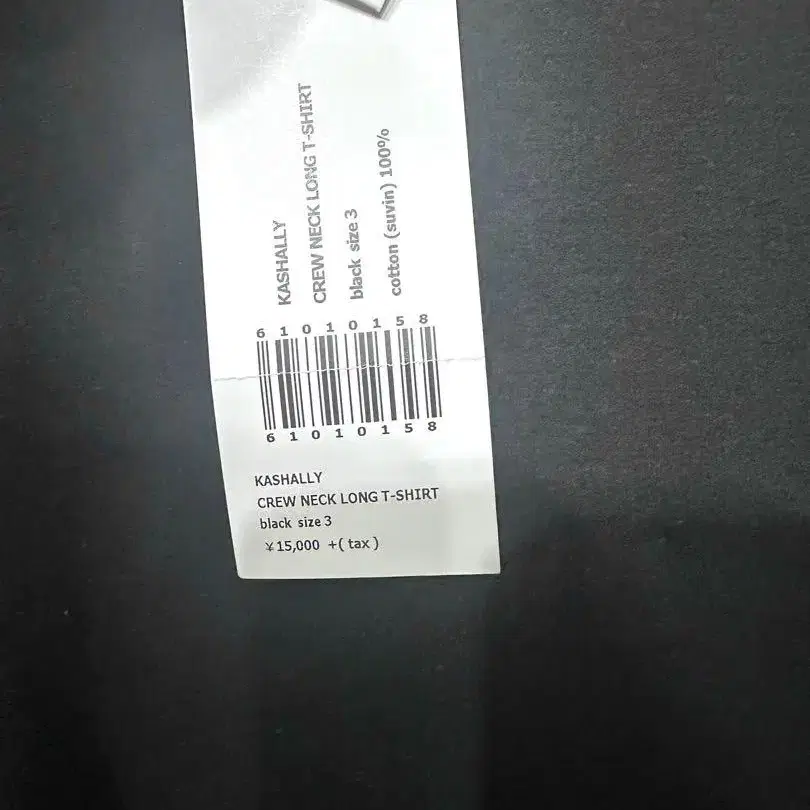 KASHALLY
CREW NECK LONG T-SHIRT
black size 3
cotton (suvin) 100%
6 1 0 1 0 1 5 8
6 1 0 1 0 1 5 8
KASHALLY
CREW NECK LONG T-SHIRT
black size 3
¥15,000 +( tax )